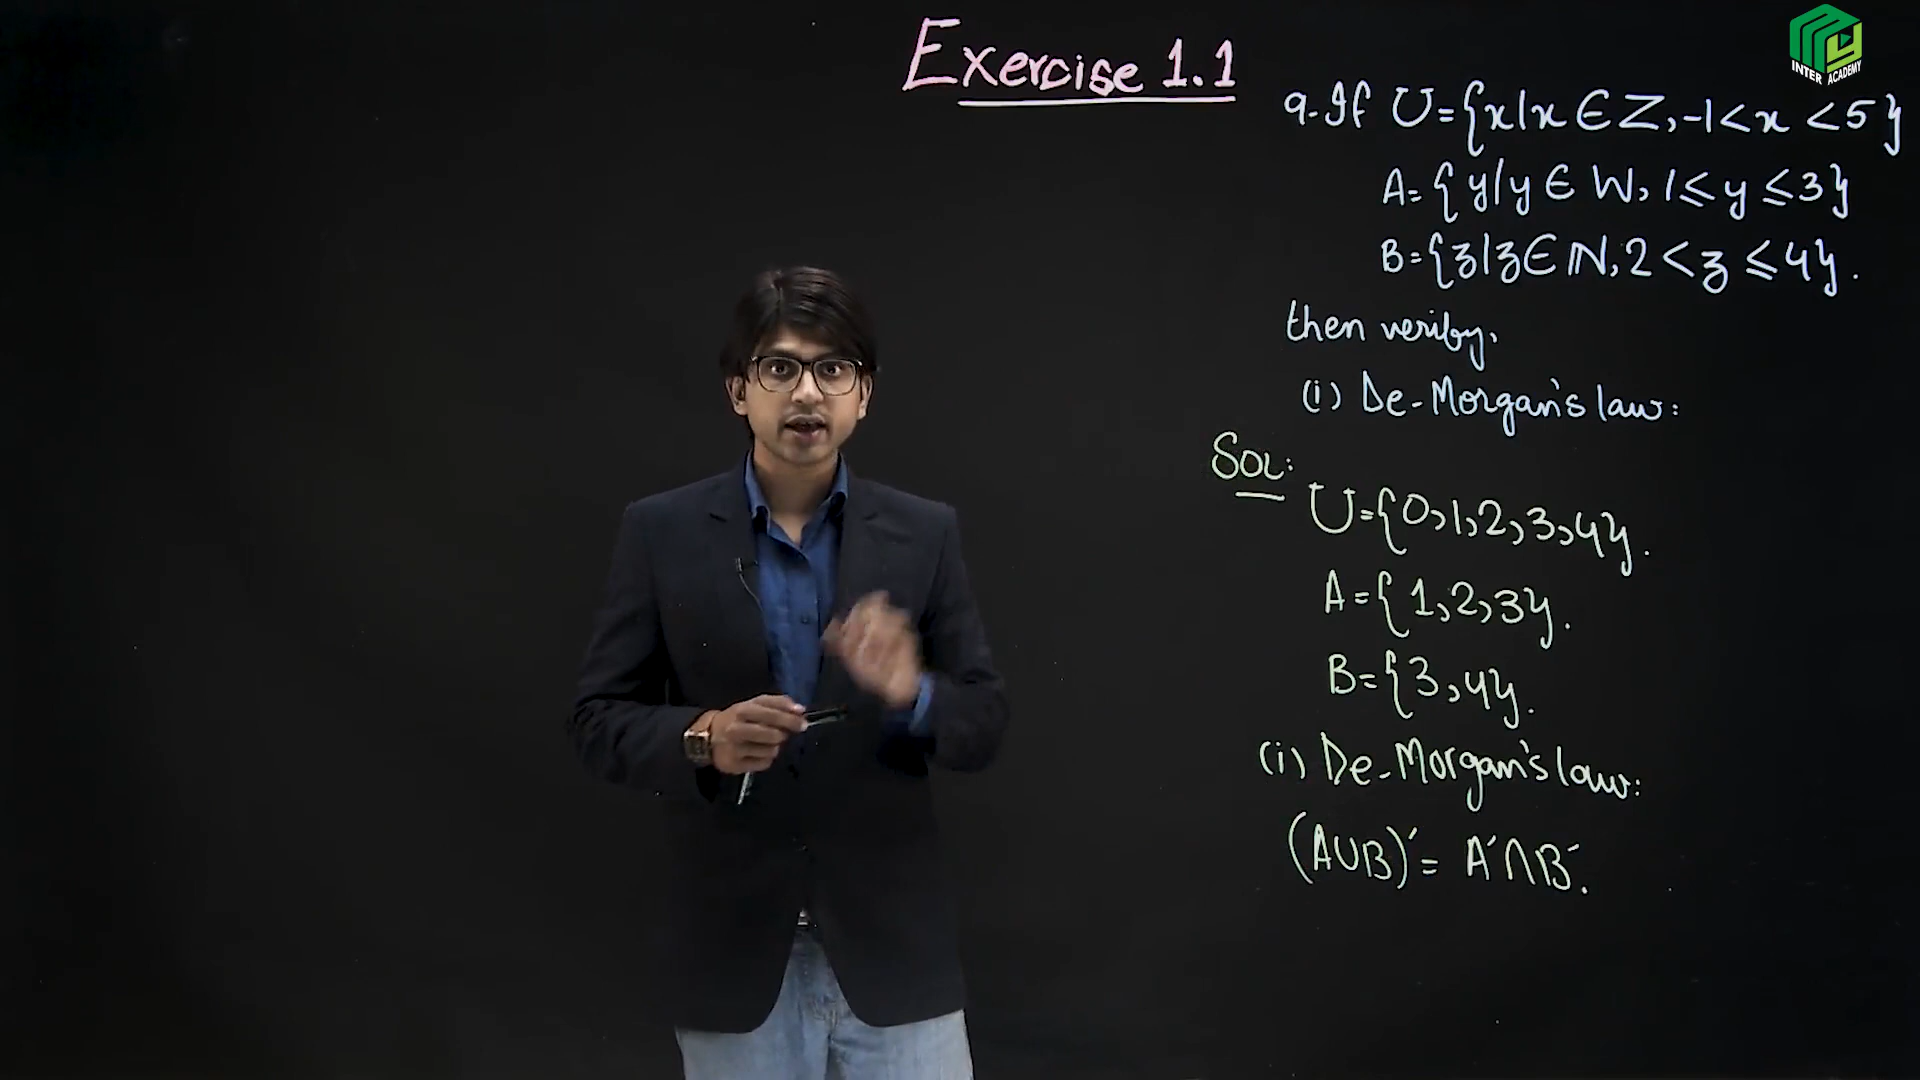 Exercise 1.1
INTER ACADEMY
9. If U={x|x∈Z,-1<x<5}
A={y|y∈W,1≤y≤3}
B={z|z∈N,2<z≤4}.
then verify.
(i) De-Morgan's law:
SOL:
U={0,1,2,3,4}.
A={1,2,3}.
B={3,4}.
(i) De-Morgan's law:
(A∪B)'= A'∩B'.